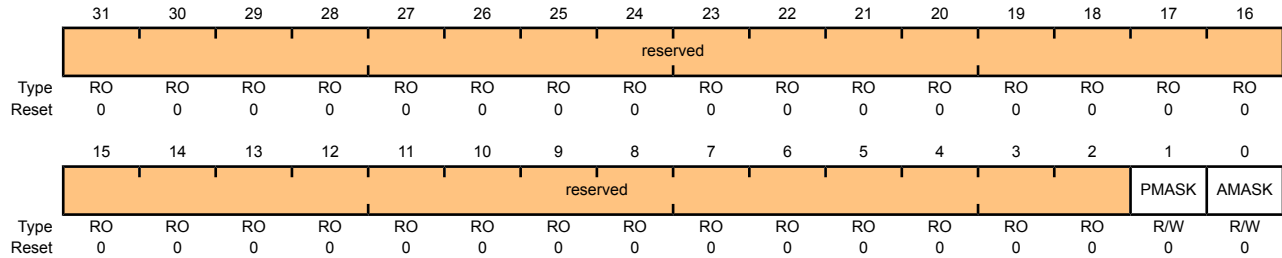 31 30 29 28 27 26 25 24 23 22 21 20 19 18 17 16
reserved
Type RO RO RO RO RO RO RO RO RO RO RO RO RO RO RO RO
Reset 0 0 0 0 0 0 0 0 0 0 0 0 0 0 0 0
15 14 13 12 11 10 9 8 7 6 5 4 3 2 1 0
reserved PMASK AMASK
Type RO RO RO RO RO RO RO RO RO RO RO RO RO RO R/W R/W
Reset 0 0 0 0 0 0 0 0 0 0 0 0 0 0 0 0